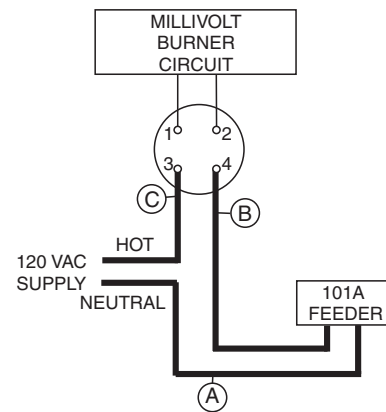 MILLIVOLT
BURNER
CIRCUIT
1 2
3 4
C
B
HOT
120 VAC
SUPPLY
NEUTRAL
101A
FEEDER
A